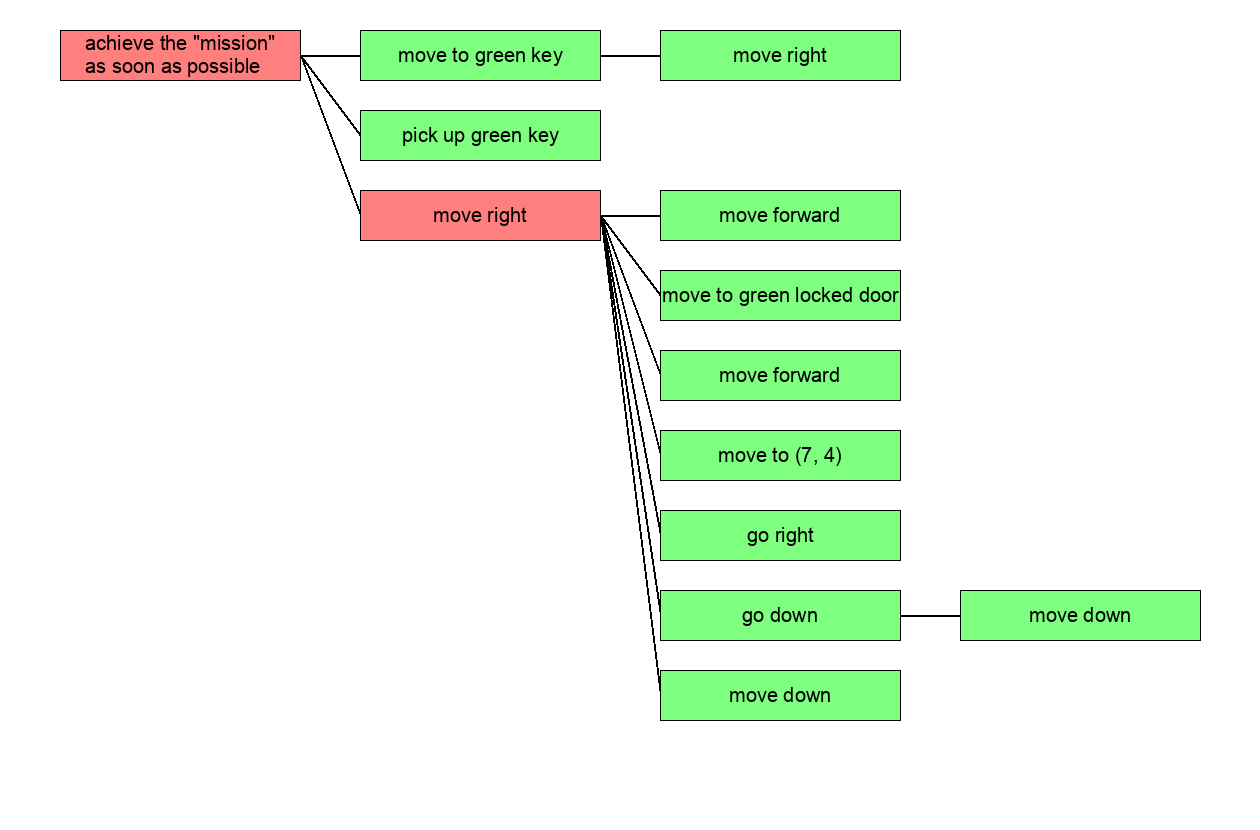 achieve the "mission"
as soon as possible
move to green key
move right
pick up green key
move right
move forward
move to green locked door
move forward
move to (7, 4)
go right
go down
move down
move down